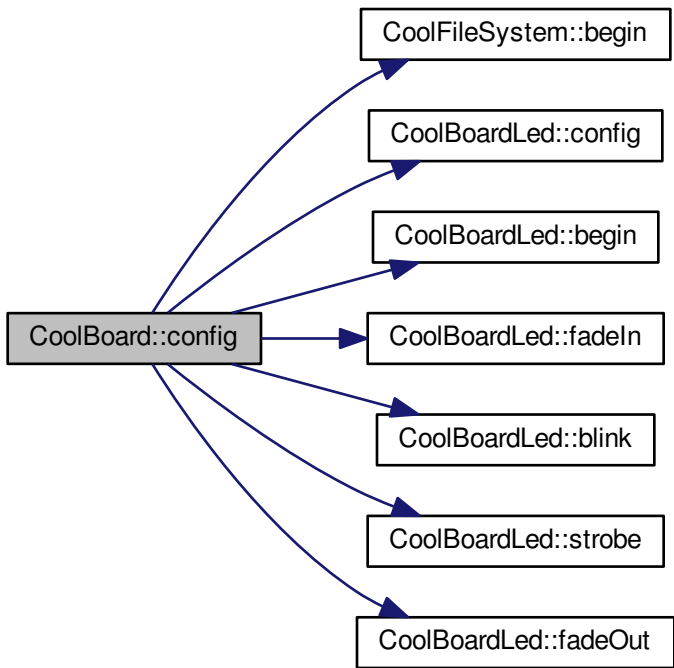 CoolFileSystem::begin
CoolBoardLed::config
CoolBoardLed::begin
CoolBoard::config
CoolBoardLed::fadeIn
CoolBoardLed::blink
CoolBoardLed::strobe
CoolBoardLed::fadeOut